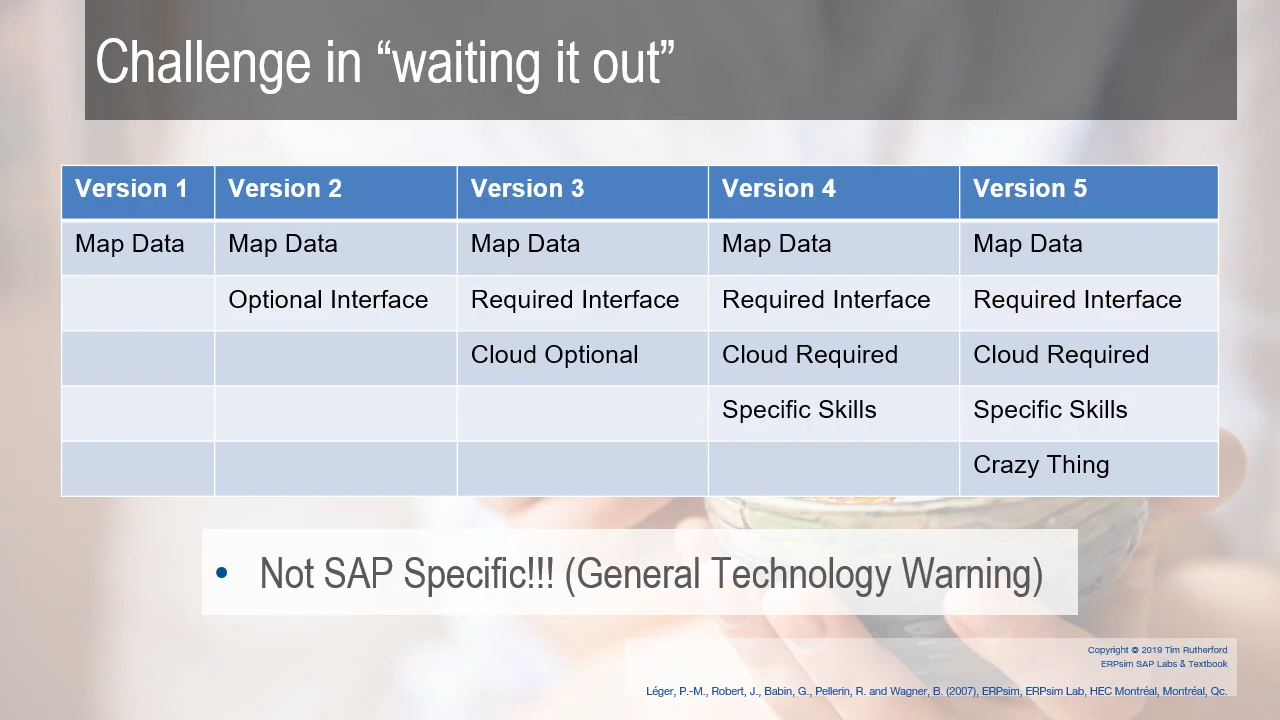 Challenge in “waiting it out”
Version 1 Version 2 Version 3 Version 4 Version 5
Map Data Map Data Map Data Map Data Map Data
Optional Interface Required Interface Required Interface Required Interface
Cloud Optional Cloud Required Cloud Required
Specific Skills Specific Skills
Crazy Thing
• Not SAP Specific!!! (General Technology Warning)
Copyright © 2019 Tim Rutherford
ERPsim SAP Labs & Textbook
Léger, P.-M., Robert, J., Babin, G., Pellerin, R. and Wagner, B. (2007), ERPsim, ERPsim Lab, HEC Montréal, Montréal, Qc.